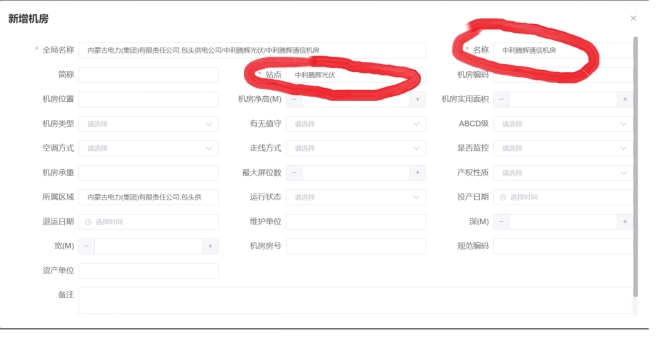 新增机房
* 全局名称 内蒙古电力(集团)有限责任公司.包头供电公司/中利腾辉光伏/中利腾辉通信机房 * 名称 中利腾辉通信机房
简称 * 站点 中利腾辉光伏 机房编码
机房位置 机房净高(M) - + 机房实用面积 - +
机房类型 请选择 有无值守 请选择 ABCD级 请选择
空调方式 请选择 走线方式 请选择 是否监控 请选择
机房承重 最大屏位数 - + 产权性质 请选择
所属区域 内蒙古电力(集团)有限责任公司.包头供 运行状态 请选择 投产日期 选择时间
退运日期 选择时间 维护单位 深(M) - +
宽(M) - + 机房房号 规范编码
资产单位
备注